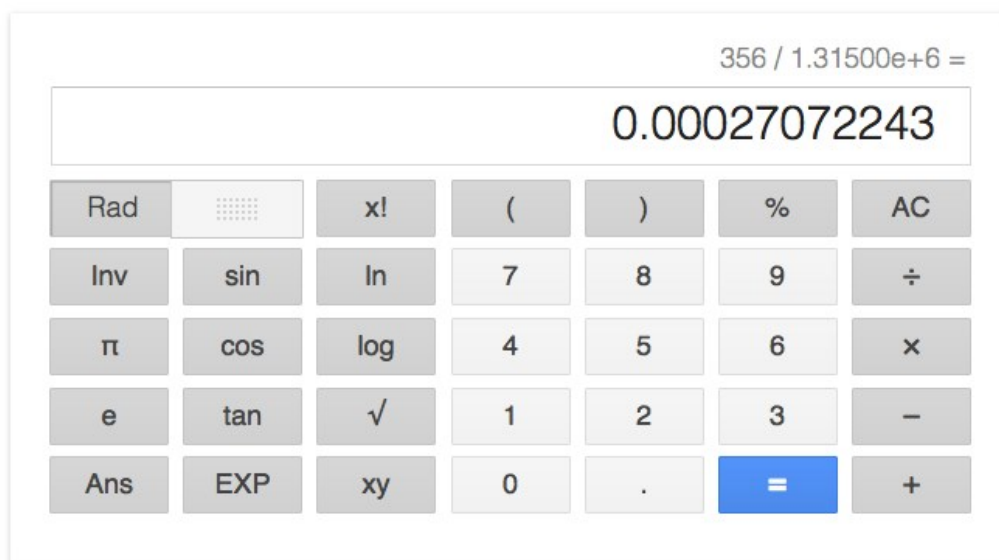 356 / 1.31500e+6 =
0.00027072243
Rad x! ( ) % AC
Inv sin ln 7 8 9 ÷
π cos log 4 5 6 ×
e tan √ 1 2 3 −
Ans EXP xy 0 . = +